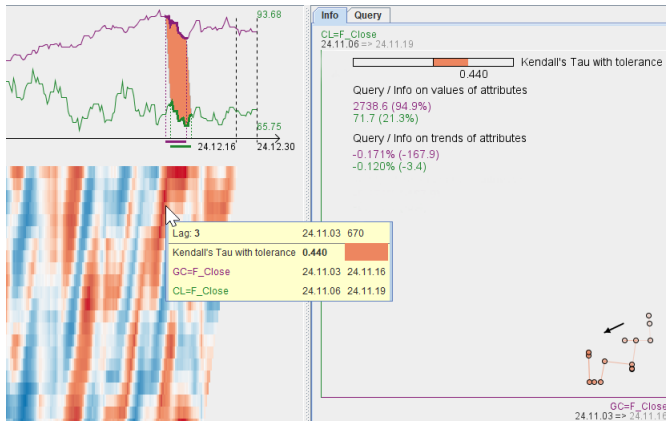 93.68
65.75
24.12.16
24.12.30
Lag: 3 24.11.03 670
Kendall's Tau with tolerance 0.440
GC=F_Close 24.11.03 24.11.16
CL=F_Close 24.11.06 24.11.19
Info Query
CL=F_Close
24.11.06 => 24.11.19
Kendall's Tau with tolerance
0.440
Query / Info on values of attributes
2738.6 (94.9%)
71.7 (21.3%)
Query / Info on trends of attributes
-0.171% (-167.9)
-0.120% (-3.4)
GC=F_Close
24.11.03 => 24.11.16